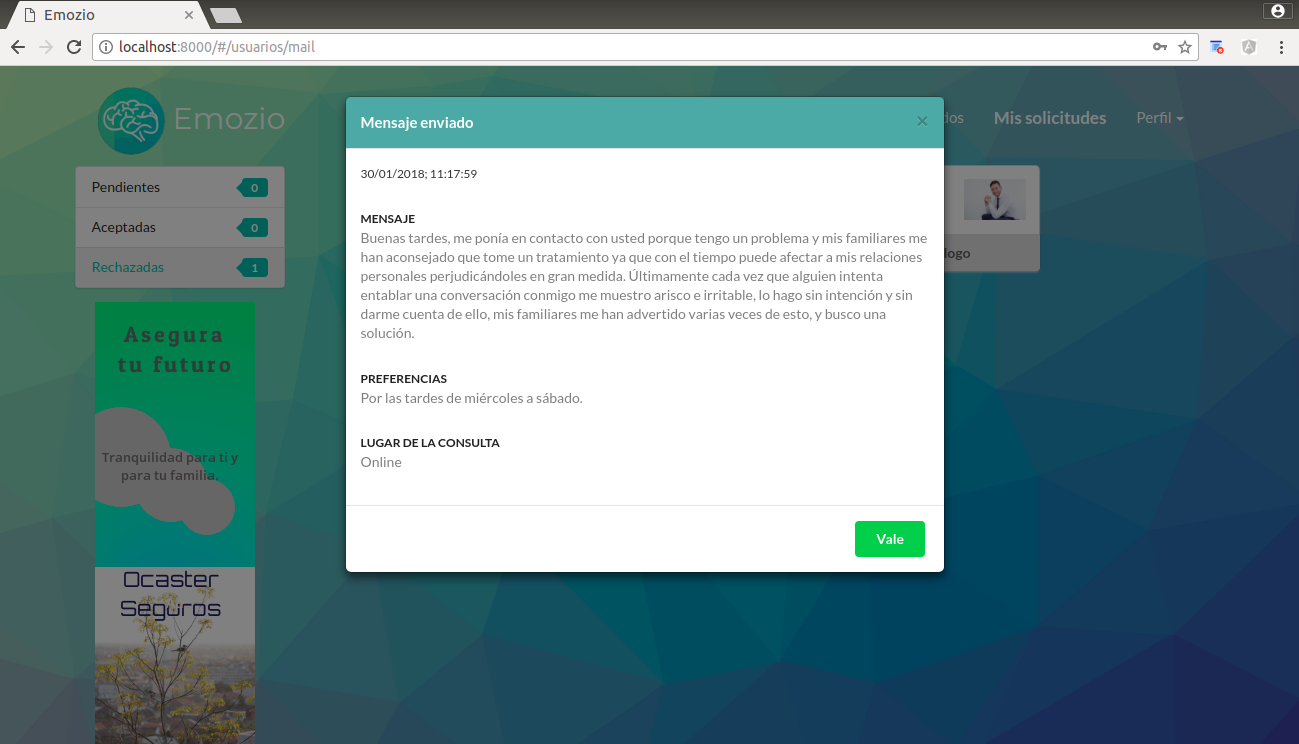 Emozio
localhost:8000/#/usuarios/mail
Emozio
Mis solicitudes
Perfil
Pendientes 0
Aceptadas 0
Rechazadas 1
Asegura
tu futuro
Tranquilidad para ti y
para tu familia.
Ocaster
Seguros
Mensaje enviado
×
30/01/2018; 11:17:59
MENSAJE
Buenas tardes, me ponía en contacto con usted porque tengo un problema y mis familiares me
han aconsejado que tome un tratamiento ya que con el tiempo puede afectar a mis relaciones
personales perjudicándoles en gran medida. Últimamente cada vez que alguien intenta
entablar una conversación conmigo me muestro arisco e irritable, lo hago sin intención y sin
darme cuenta de ello, mis familiares me han advertido varias veces de esto, y busco una
solución.
PREFERENCIAS
Por las tardes de miércoles a sábado.
LUGAR DE LA CONSULTA
Online
Vale